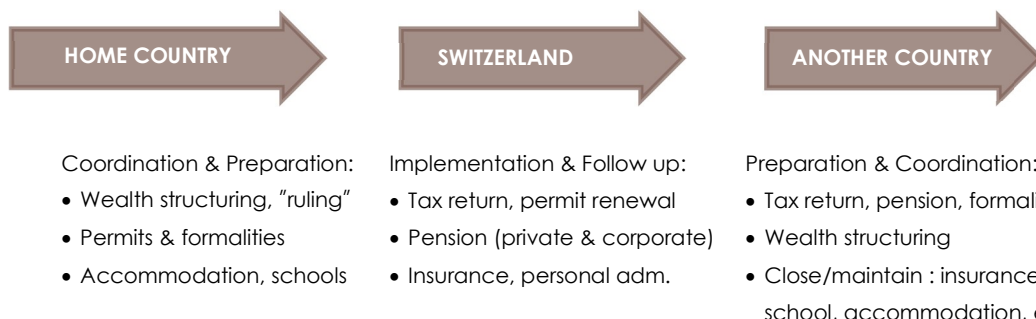 HOME COUNTRY
SWITZERLAND
ANOTHER COUNTRY
Coordination & Preparation:
• Wealth structuring, "ruling"
• Permits & formalities
• Accommodation, schools
Implementation & Follow up:
• Tax return, permit renewal
• Pension (private & corporate)
• Insurance, personal adm.
Preparation & Coordination:
• Tax return, pension,
• Wealth structuring
• Close/maintain : insurance
school, accommodation,